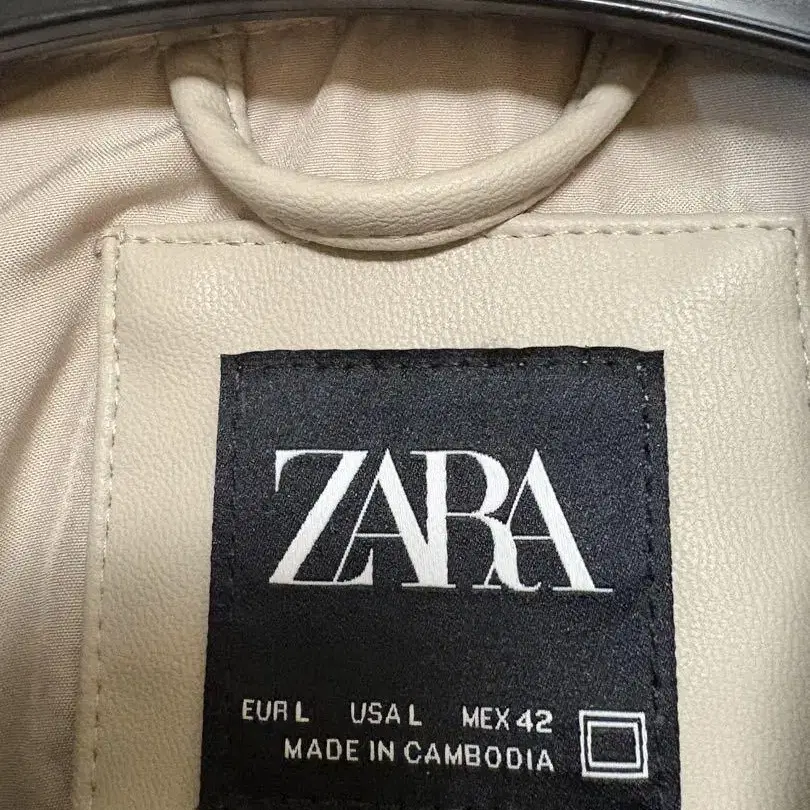 ZARA
EUR L USA L MEX 42
MADE IN CAMBODIA